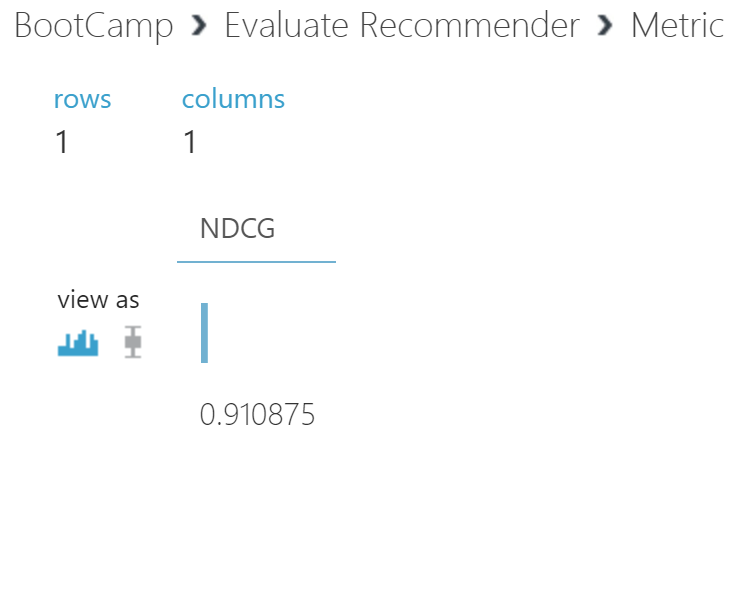 BootCamp > Evaluate Recommender > Metric
rows columns
1 1
NDCG
view as
0.910875